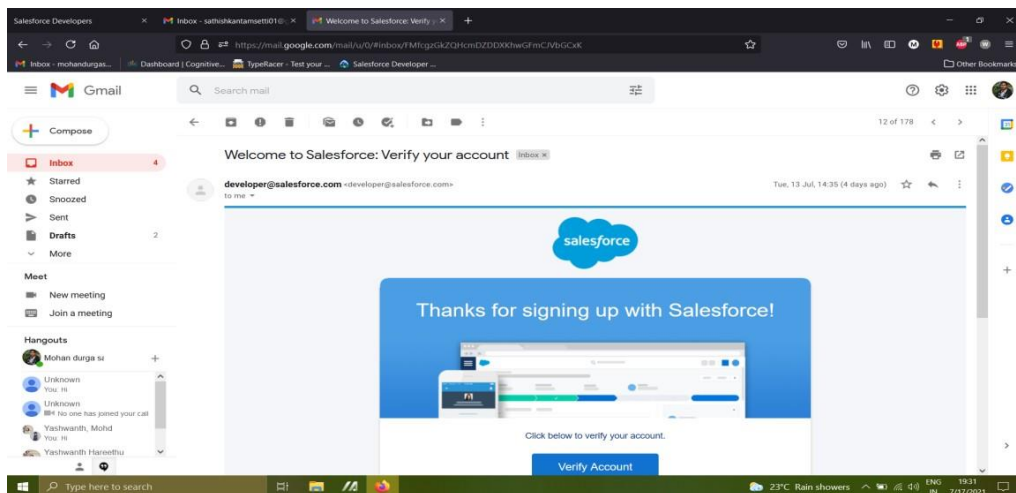 Salesforce Developers
Inbox - sathishkantamsetti01@
Welcome to Salesforce: Verify y
https://mail.google.com/mail/u/0/#inbox/
Inbox - mohandurgas...
Dashboard | Cognitive...
TypeRacer - Test your ...
Salesforce Developer ...
Other Bookmarks
Gmail
Search mail
Compose
12 of 178
Inbox 4
Starred
Snoozed
Sent
Drafts 2
More
Meet
New meeting
Join a meeting
Hangouts
Mohan durga sa
Unknown
You: Hi
Unknown
No one has joined your call
Yashwanth, Mohd
You: Hi
Yashwanth Hareethu
Welcome to Salesforce: Verify your account Inbox ×
developer@salesforce.com <developer@salesforce.com>
to me
Tue, 13 Jul, 14:35 (4 days ago)
salesforce
Thanks for signing up with Salesforce!
Click below to verify your account.
Verify Account
Type here to search
23°C Rain showers
ENG
IN
19:31
7/17/2021